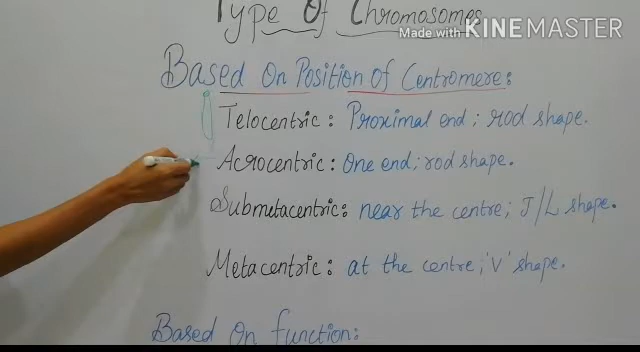 Type Of Chromosomes
Made with KINEMASTER
Based On Position Of Centromere:
Telocentric: Proximal end; rod shape.
Acrocentric: One end; rod shape.
Submetacentric: near the centre; J/L shape.
Metacentric: at the centre; 'V' shape.
Based On function: